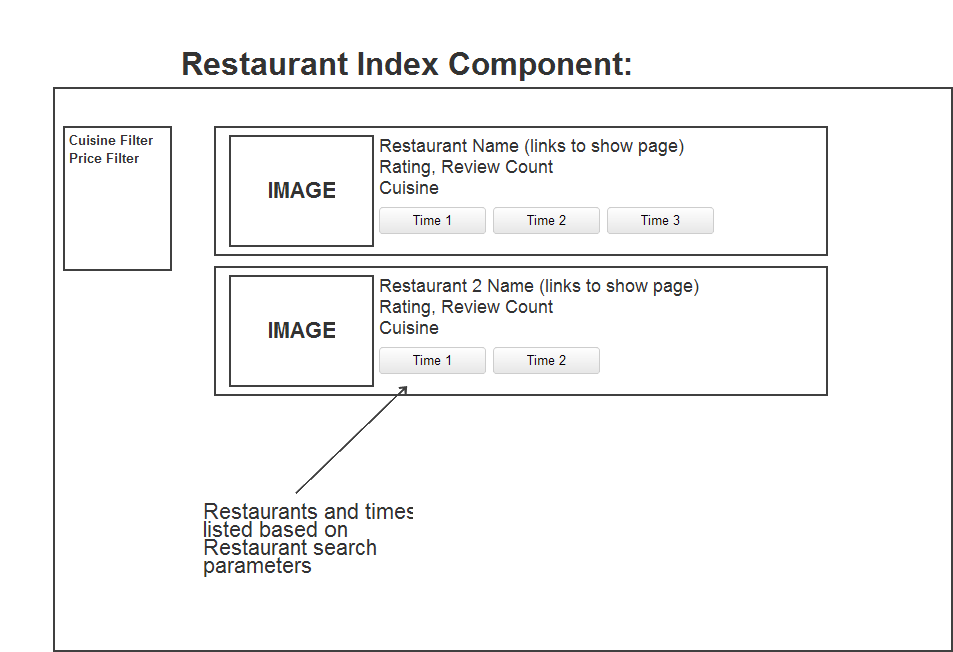 Restaurant Index Component:
Cuisine Filter
Price Filter
IMAGE
Restaurant Name (links to show page)
Rating, Review Count
Cuisine
Time 1
Time 2
Time 3
IMAGE
Restaurant 2 Name (links to show page)
Rating, Review Count
Cuisine
Time 1
Time 2
Restaurants and times
listed based on
Restaurant search
parameters